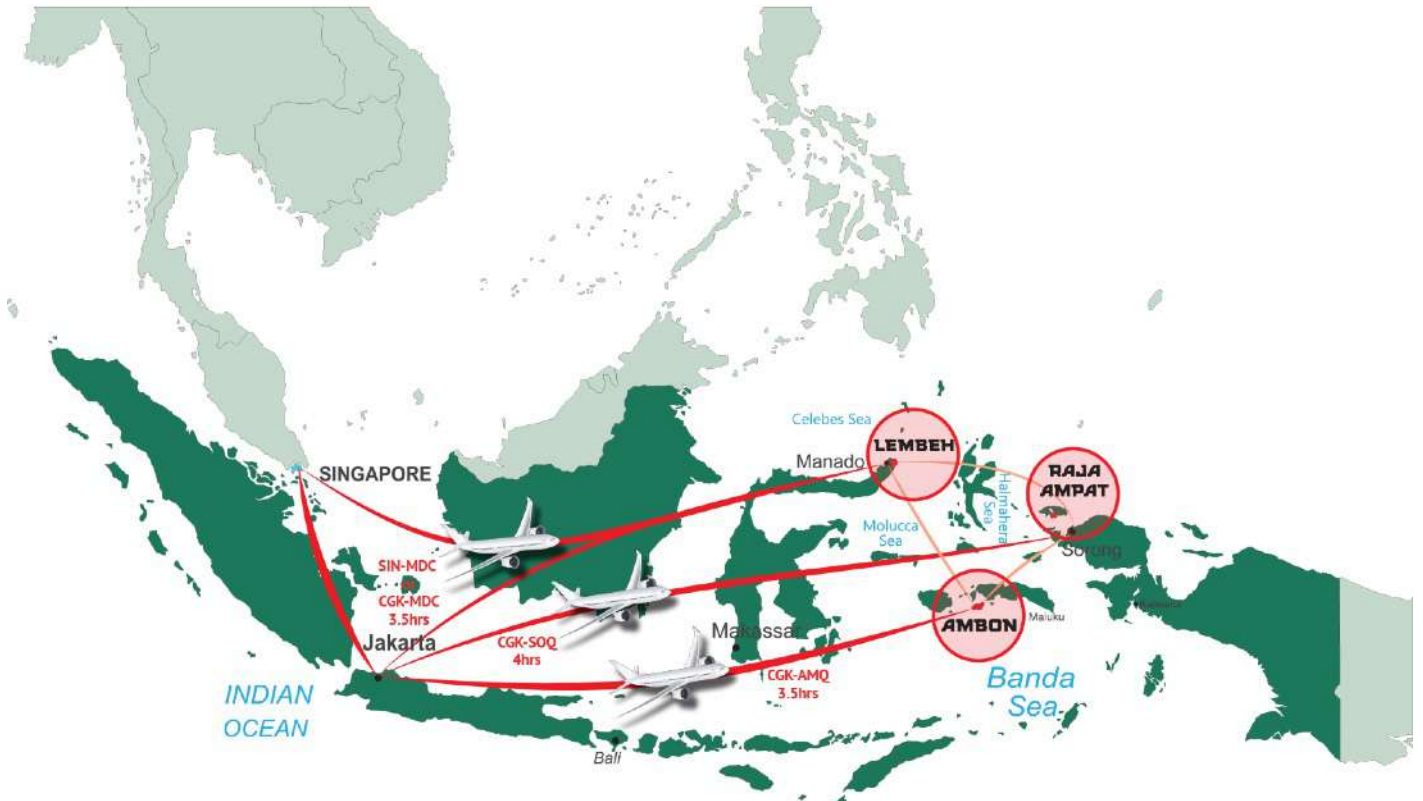 Celebes Sea
LEMBEH
Manado
RAJA
AMPAT
SINGAPORE
Halmahera
Sea
Molucca
Sea
Sorong
SIN-MDC
CGK-MDC
3.5hrs
Jakarta
CGK-SOQ
4hrs
Makassar
AMBON
Maluku
CGK-AMQ
3.5hrs
Banda
Sea
INDIAN
OCEAN
Bali